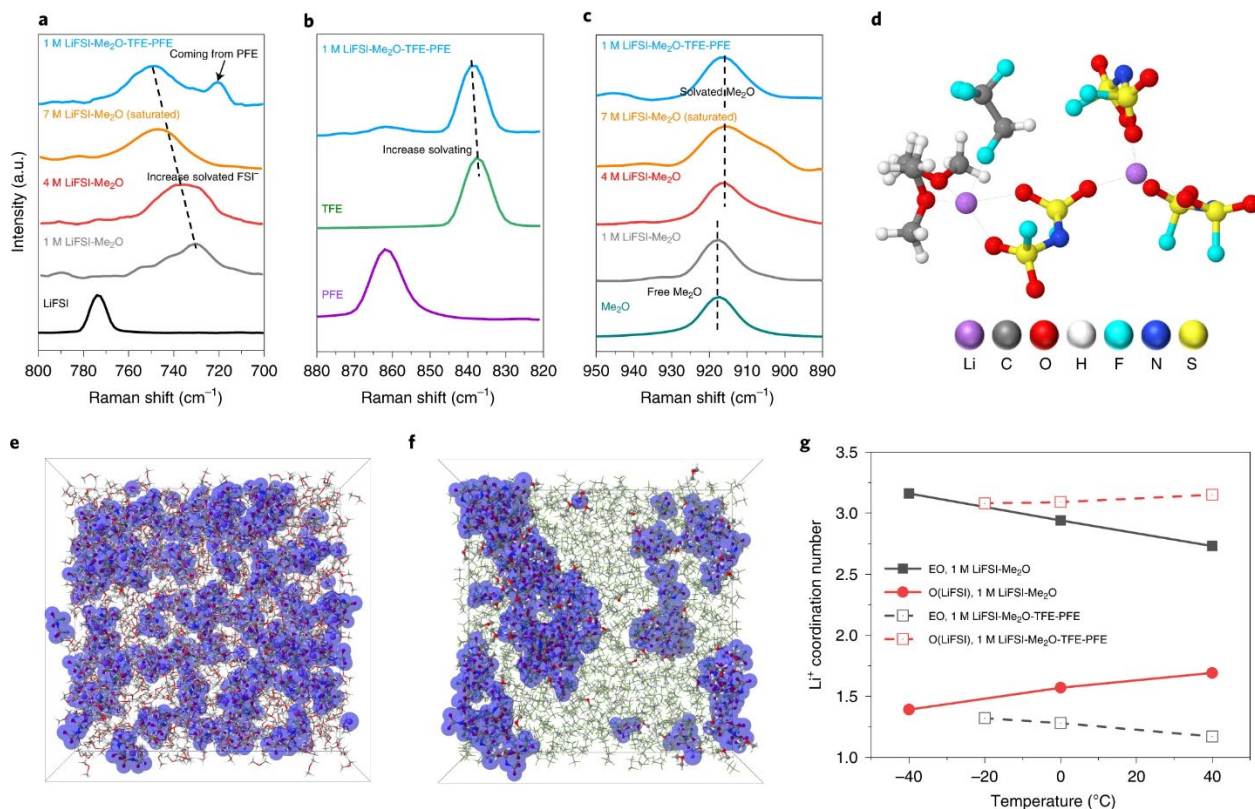 a
1 M LiFSI-Me₂O-TFE-PFE
Coming from PFE
7 M LiFSI-Me₂O (saturated)
Increase solvated FSI⁻
4 M LiFSI-Me₂O
1 M LiFSI-Me₂O
LiFSI
Intensity (a.u.)
800 780 760 740 720 700
Raman shift (cm⁻¹)
b
1 M LiFSI-Me₂O-TFE-PFE
Increase solvating
TFE
PFE
880 860 840 820
Raman shift (cm⁻¹)
c
1 M LiFSI-Me₂O-TFE-PFE
Solvated Me₂O
7 M LiFSI-Me₂O (saturated)
4 M LiFSI-Me₂O
1 M LiFSI-Me₂O
Free Me₂O
Me₂O
950 940 930 920 910 900 890
Raman shift (cm⁻¹)
d
Li C O H F N S
e
f
g
3.5
3.0
2.5
2.0
1.5
1.0
Li⁺ coordination number
EO, 1 M LiFSI-Me₂O
O(LiFSI), 1 M LiFSI-Me₂O
EO, 1 M LiFSI-Me₂O-TFE-PFE
O(LiFSI), 1 M LiFSI-Me₂O-TFE-PFE
−40 −20 0 20 40
Temperature (°C)